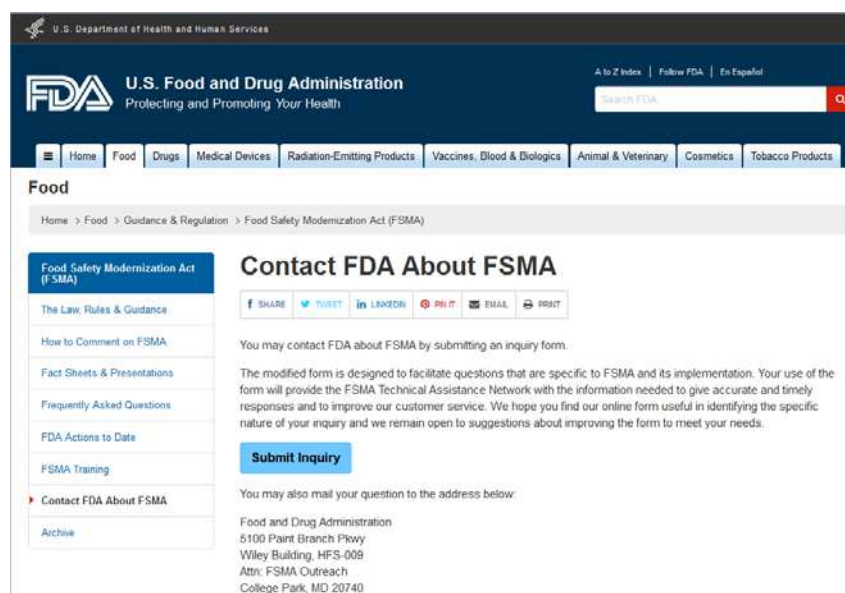 U.S. Department of Health and Human Services
A to Z Index | Follow FDA | En Español
FDA
U.S. Food and Drug Administration
Protecting and Promoting Your Health
Search FDA
Home
Food
Drugs
Medical Devices
Radiation-Emitting Products
Vaccines, Blood & Biologics
Animal & Veterinary
Cosmetics
Tobacco Products
Food
Home > Food > Guidance & Regulation > Food Safety Modernization Act (FSMA)
Food Safety Modernization Act
(FSMA)
The Law, Rules & Guidance
How to Comment on FSMA
Fact Sheets & Presentations
Frequently Asked Questions
FDA Actions to Date
FSMA Training
Contact FDA About FSMA
Archive
Contact FDA About FSMA
SHARE
TWEET
LINKEDIN
PIN IT
EMAIL
PRINT
You may contact FDA about FSMA by submitting an inquiry form.
The modified form is designed to facilitate questions that are specific to FSMA and its implementation. Your use of the
form will provide the FSMA Technical Assistance Network with the information needed to give accurate and timely
responses and to improve our customer service. We hope you find our online form useful in identifying the specific
nature of your inquiry and we remain open to suggestions about improving the form to meet your needs.
Submit Inquiry
You may also mail your question to the address below:
Food and Drug Administration
5100 Paint Branch Pkwy
Wiley Building, HFS-009
Attn: FSMA Outreach
College Park, MD 20740